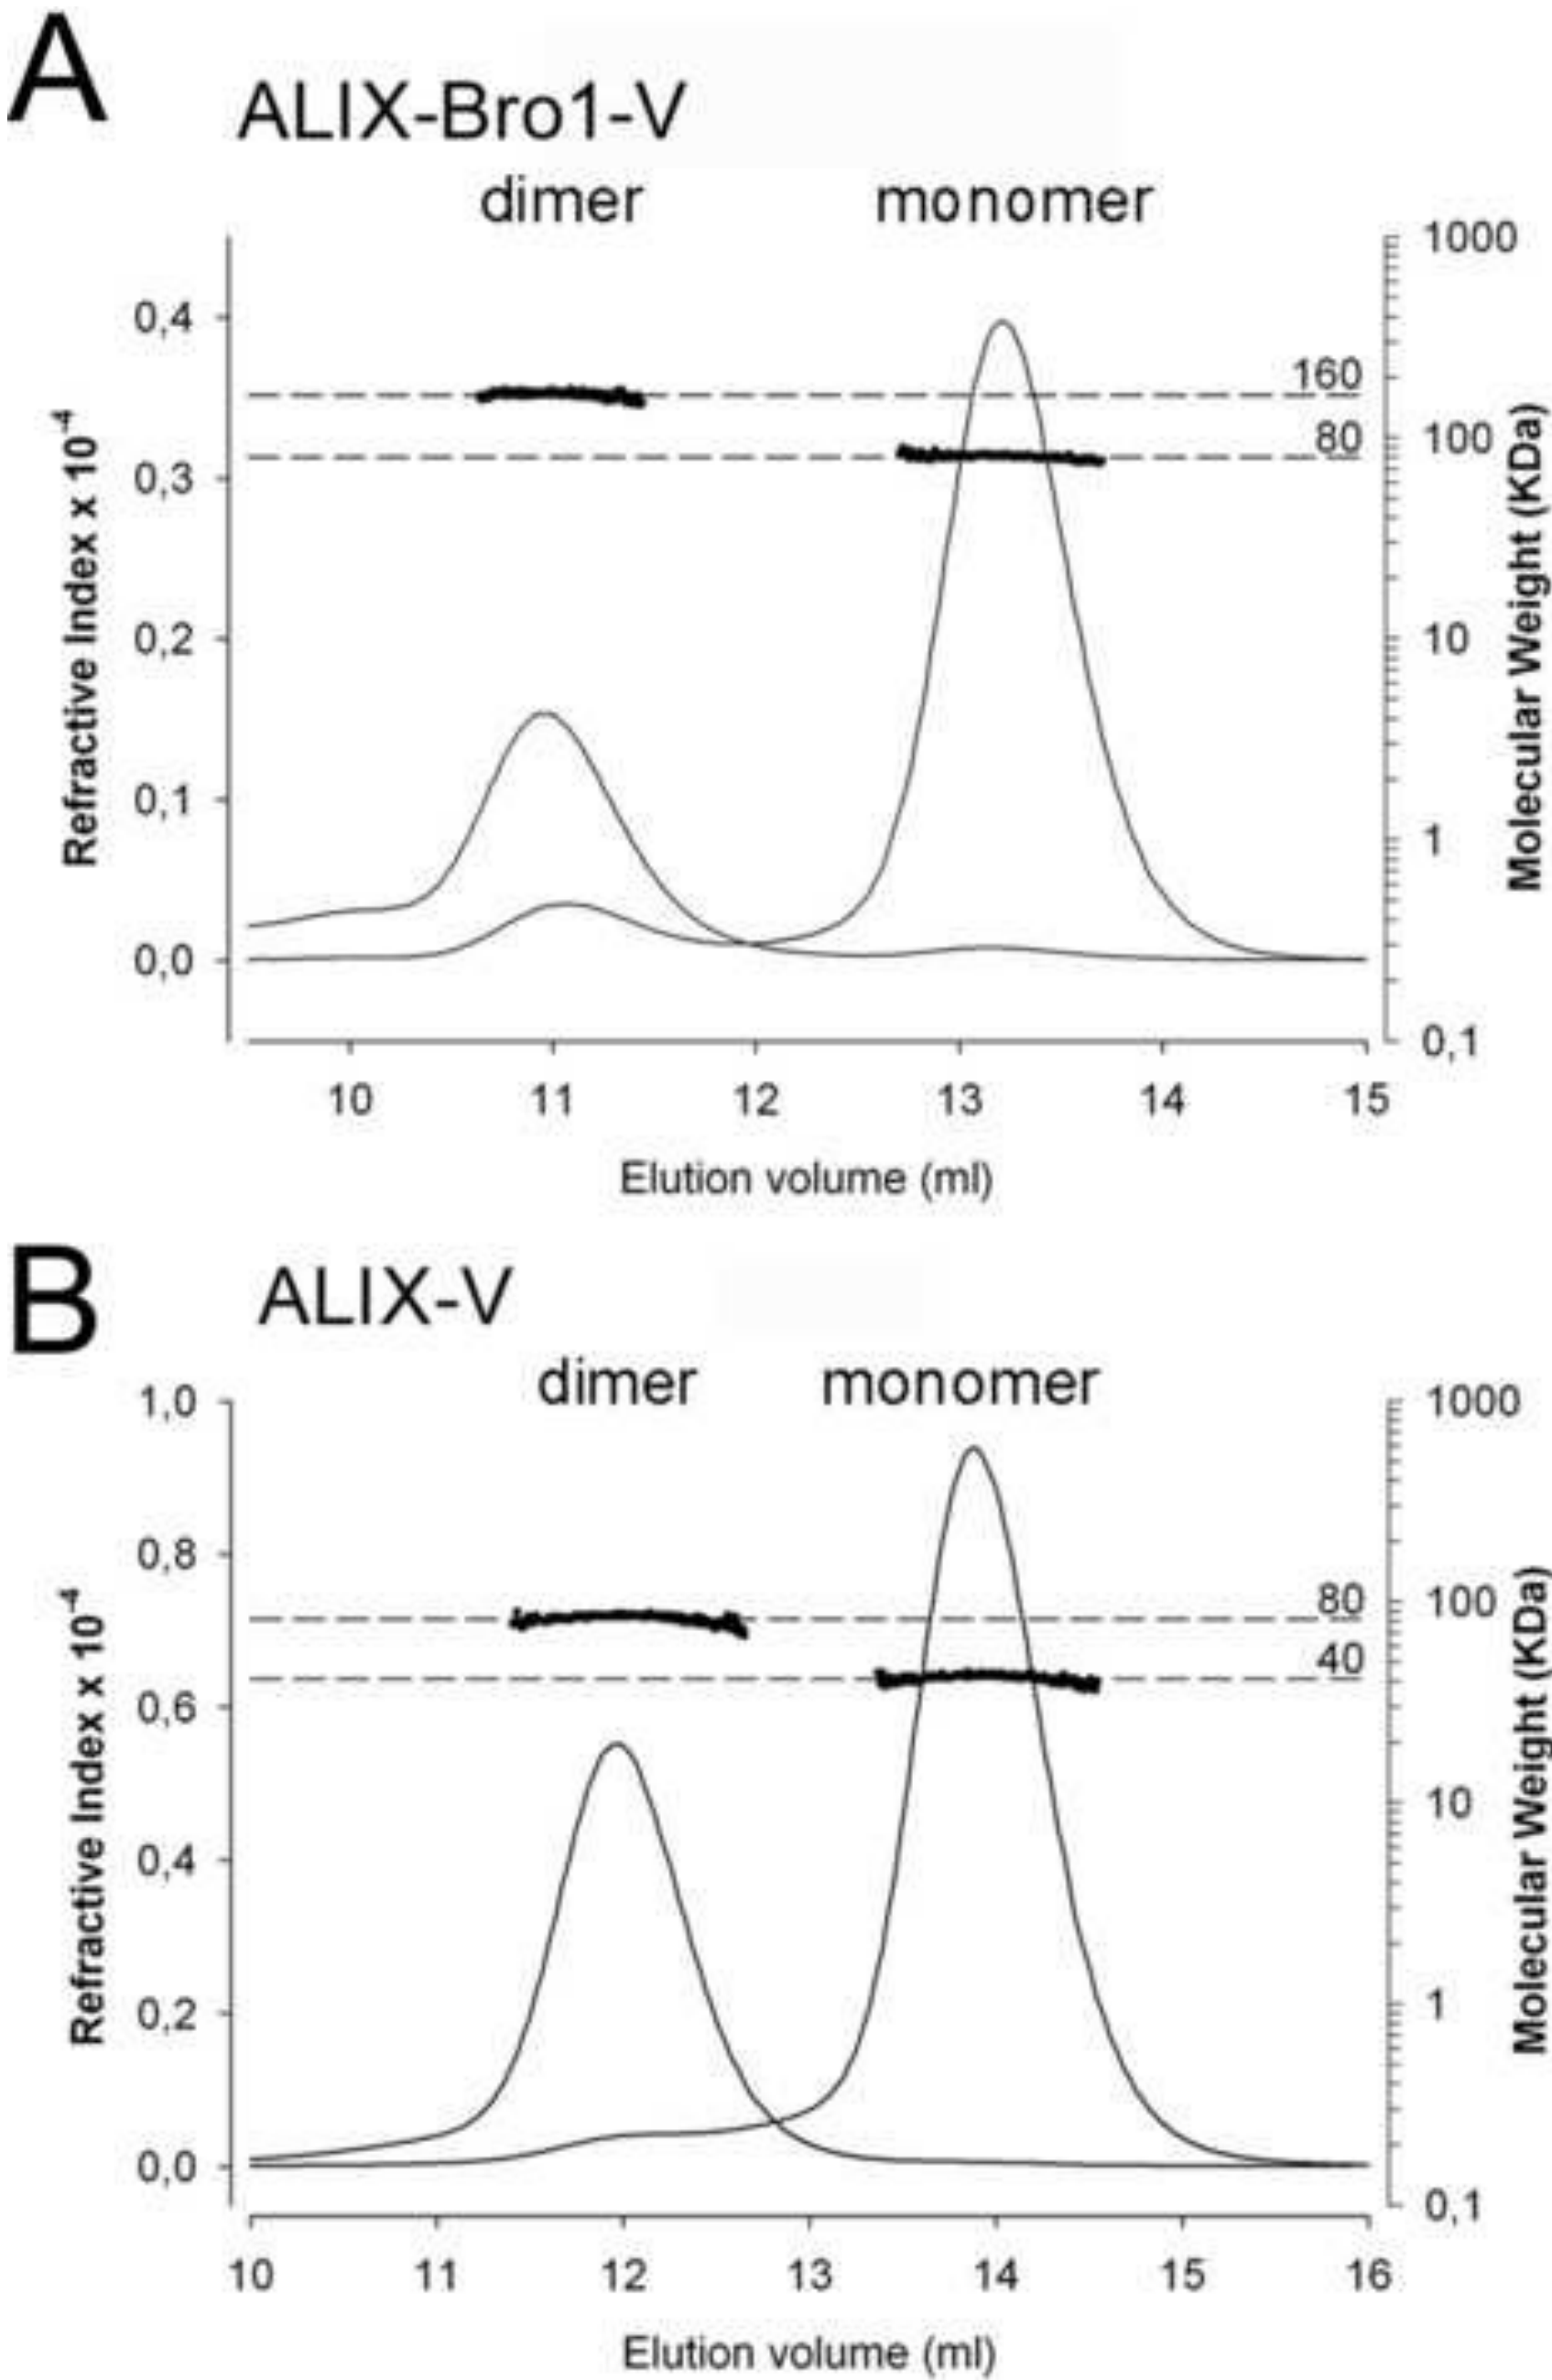 A
ALIX-Bro1-V
dimer monomer
Refractive Index x 10⁻⁴
0,4
0,3
0,2
0,1
0,0
160
80
1000
100
10
1
0,1
Molecular Weight (KDa)
10 11 12 13 14 15
Elution volume (ml)
B
ALIX-V
dimer monomer
Refractive Index x 10⁻⁴
1,0
0,8
0,6
0,4
0,2
0,0
80
40
1000
100
10
1
0,1
Molecular Weight (KDa)
10 11 12 13 14 15 16
Elution volume (ml)